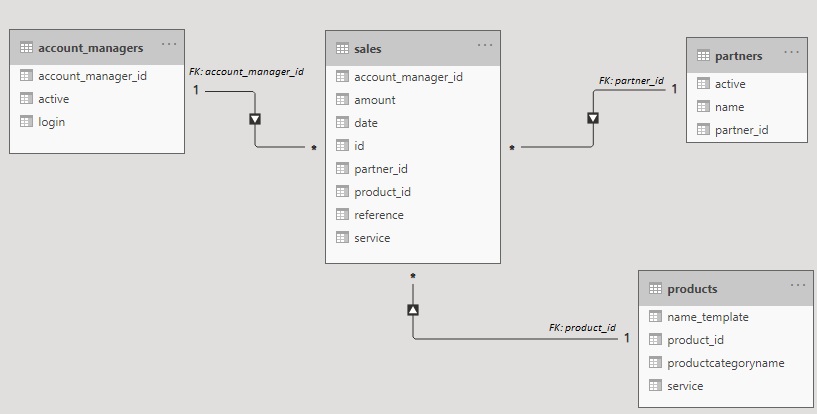 account_managers ...
account_manager_id
active
login
FK: account_manager_id
1
*
sales ...
account_manager_id
amount
date
id
partner_id
product_id
reference
service
*
*
FK: partner_id
1
partners ...
active
name
partner_id
FK: product_id
1
products ...
name_template
product_id
productcategoryname
service